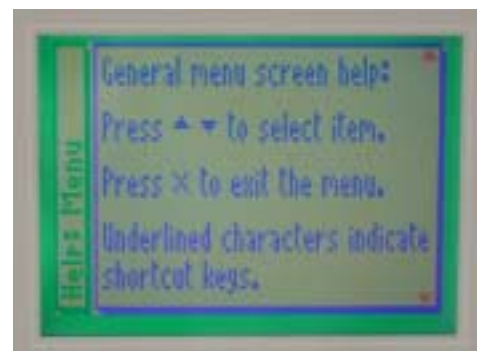 Help: Menu
General menu screen help:
Press ▲ ▼ to select item.
Press × to exit the menu.
Underlined characters indicate
shortcut keys.